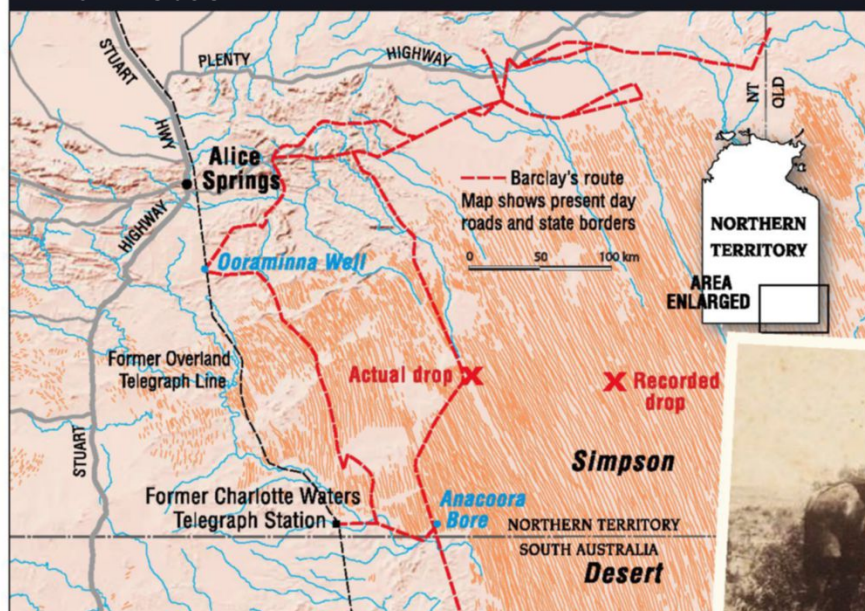 STUART
HWY
PLENTY
HIGHWAY
NT
QLD
Alice
Springs
Barclay's route
Map shows present day
roads and state borders
0 50 100 km
HIGHWAY
Ooraminna Well
NORTHERN
TERRITORY
AREA
ENLARGED
Former Overland
Telegraph Line
Actual drop
Recorded
drop
STUART
Simpson
Former Charlotte Waters
Telegraph Station
Anacoora
Bore
NORTHERN TERRITORY
SOUTH AUSTRALIA
Desert